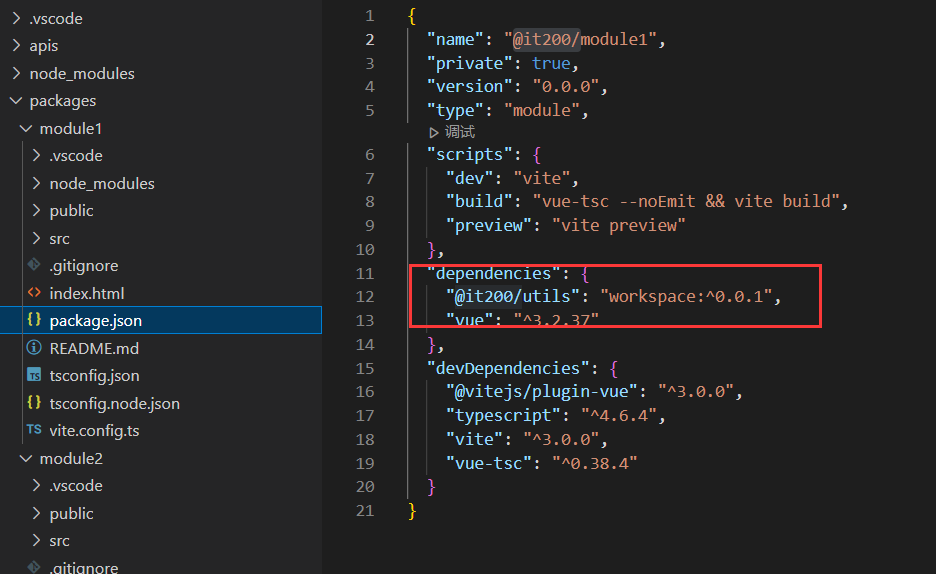 .vscode
apis
node_modules
packages
module1
.vscode
node_modules
public
src
.gitignore
index.html
package.json
README.md
tsconfig.json
tsconfig.node.json
vite.config.ts
module2
.vscode
public
src
.gitignore
1 {
2 "name": "@it200/module1",
3 "private": true,
4 "version": "0.0.0",
5 "type": "module",
调试
6 "scripts": {
7 "dev": "vite",
8 "build": "vue-tsc --noEmit && vite build",
9 "preview": "vite preview"
10 },
11 "dependencies": {
12 "@it200/utils": "workspace:^0.0.1",
13 "vue": "^3.2.37"
14 },
15 "devDependencies": {
16 "@vitejs/plugin-vue": "^3.0.0",
17 "typescript": "^4.6.4",
18 "vite": "^3.0.0",
19 "vue-tsc": "^0.38.4"
20 }
21 }